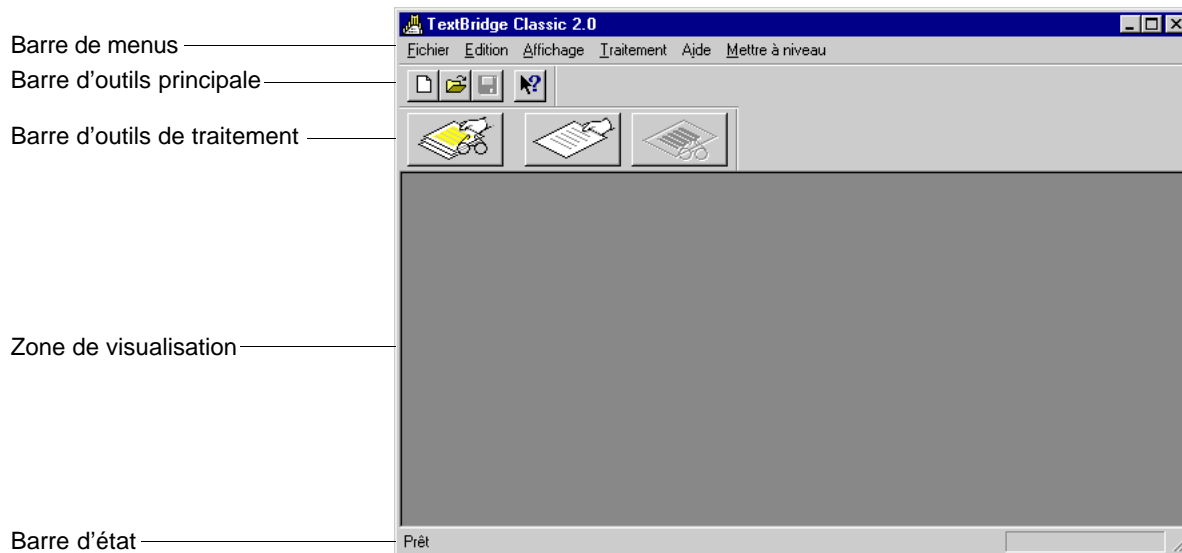 TextBridge Classic 2.0
Barre de menus
Fichier Edition Affichage Traitement Aide Mettre à niveau
Barre d’outils principale
Barre d’outils de traitement
Zone de visualisation
Barre d’état
Prêt